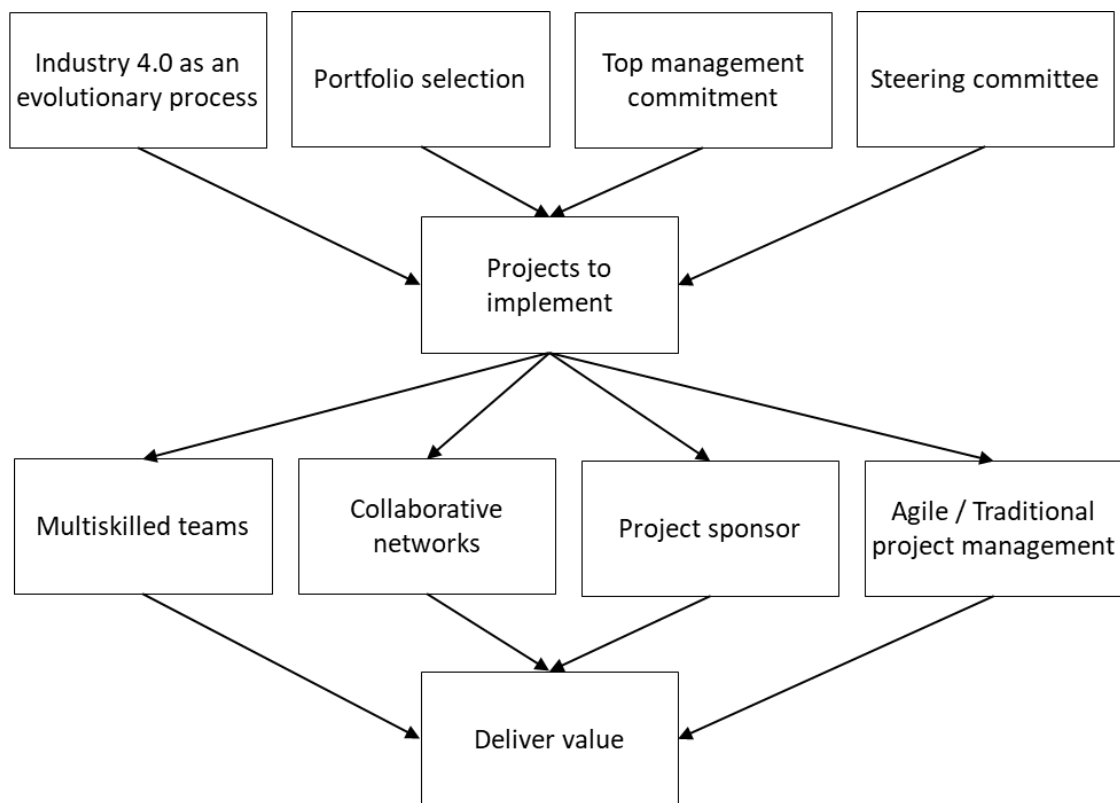 Industry 4.0 as an
evolutionary process
Portfolio selection
Top management
commitment
Steering committee
Projects to
implement
Multiskilled teams
Collaborative
networks
Project sponsor
Agile / Traditional
project management
Deliver value